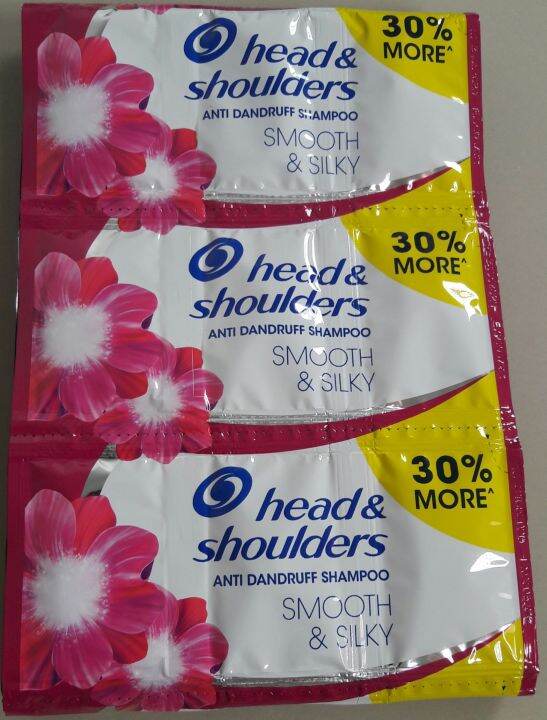 30%
MORE^
head &
shoulders
ANTI DANDRUFF SHAMPOO
SMOOTH
& SILKY
30%
MORE^
head &
shoulders
ANTI DANDRUFF SHAMPOO
SMOOTH
& SILKY
30%
MORE^
head &
shoulders
ANTI DANDRUFF SHAMPOO
SMOOTH
& SILKY